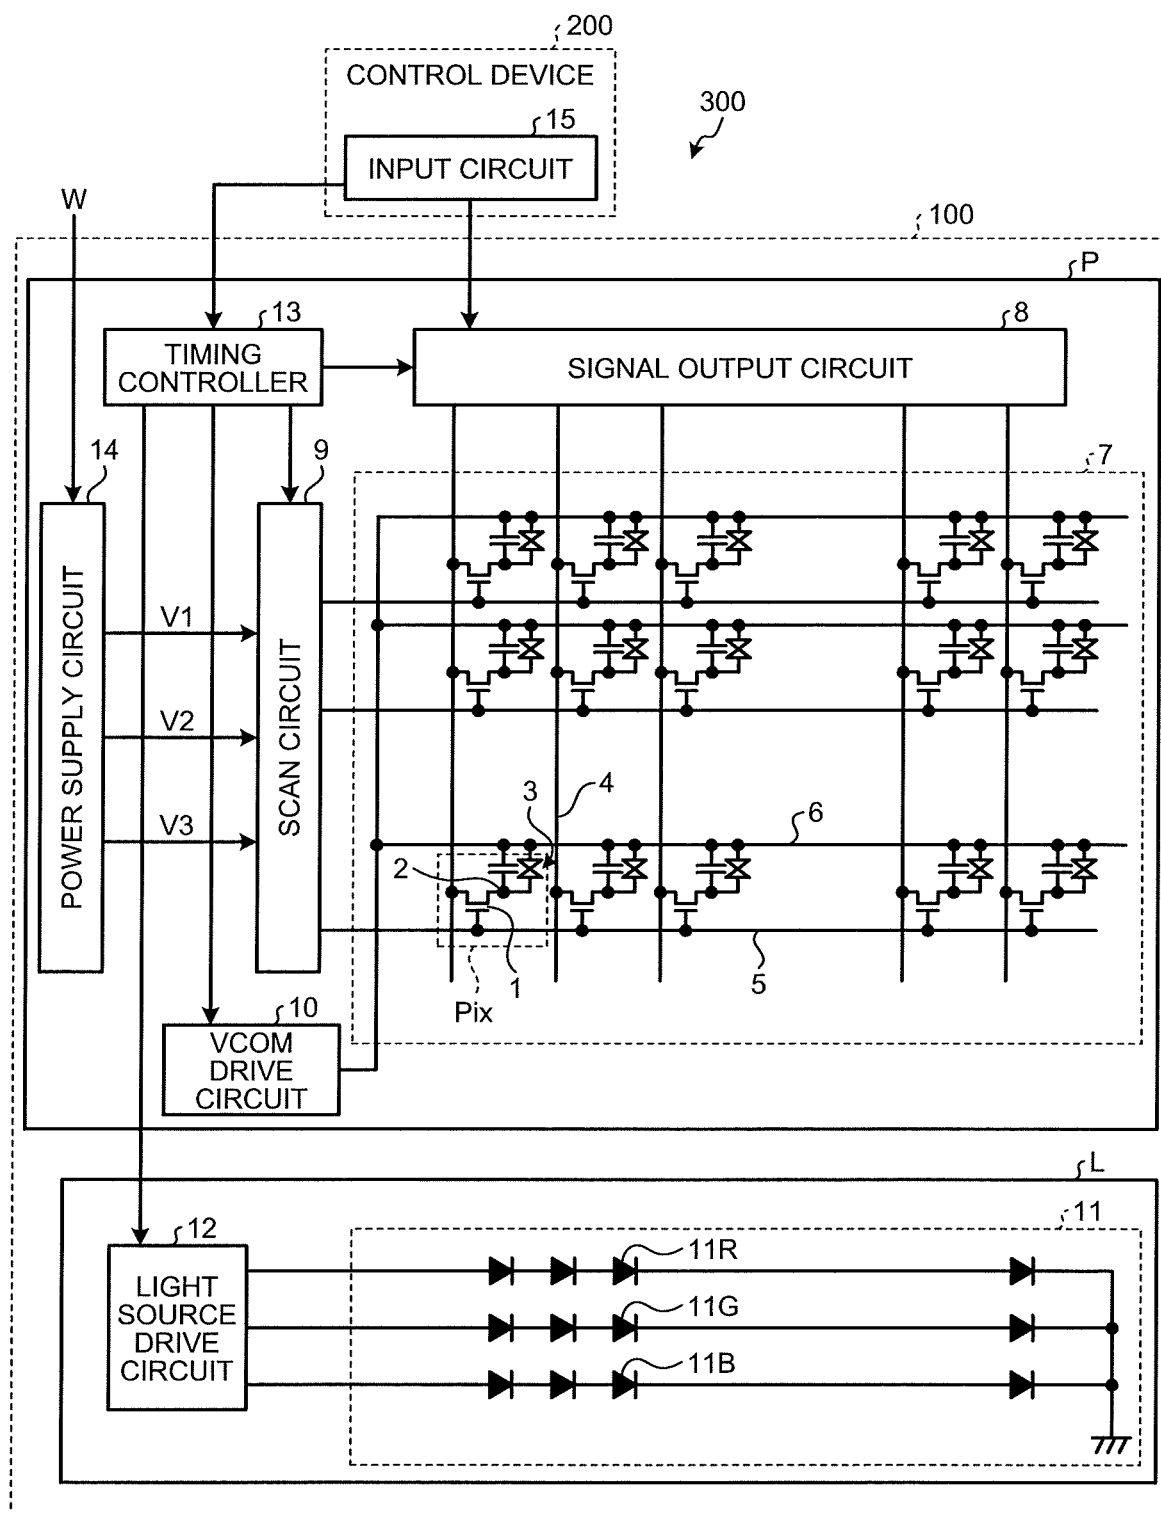 200
CONTROL DEVICE
300
15
INPUT CIRCUIT
W
100
P
13
8
TIMING
CONTROLLER
SIGNAL OUTPUT CIRCUIT
14
9
7
POWER SUPPLY CIRCUIT
SCAN CIRCUIT
V1
V2
V3
3
4
6
2
1
5
Pix
10
VCOM
DRIVE
CIRCUIT
L
12
11
LIGHT
SOURCE
DRIVE
CIRCUIT
11R
11G
11B